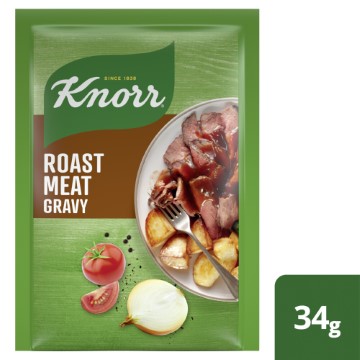 SINCE 1838
Knorr
ROAST
MEAT
GRAVY
34g